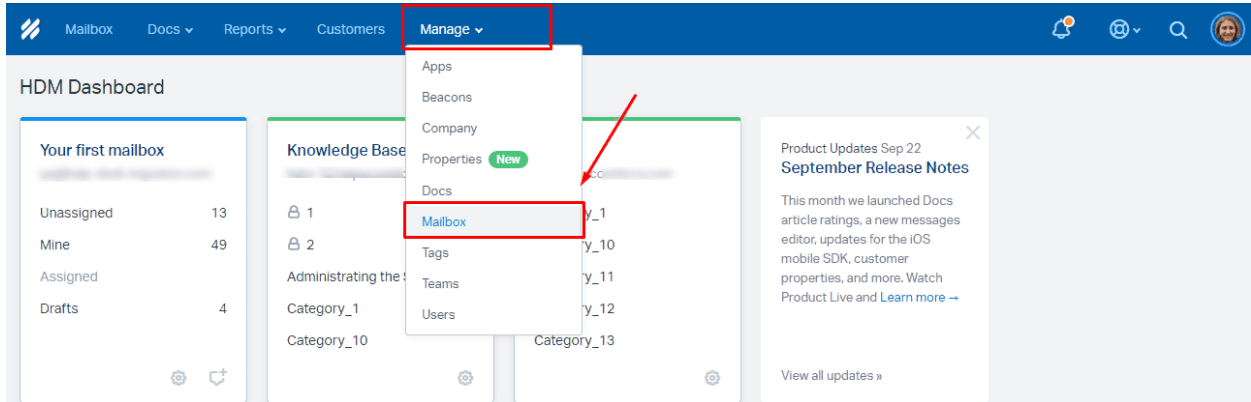 Mailbox Docs Reports Customers Manage
HDM Dashboard
Your first mailbox
Unassigned 13
Mine 49
Assigned
Drafts 4
Knowledge Base
1
2
Administrating the
Category_1
Category_10
Apps
Beacons
Company
Properties New
Docs
Mailbox
Tags
Teams
Users
y_1
y_10
y_11
y_12
Category_13
Product Updates Sep 22
September Release Notes
This month we launched Docs
article ratings, a new messages
editor, updates for the iOS
mobile SDK, customer
properties, and more. Watch
Product Live and Learn more →
View all updates »